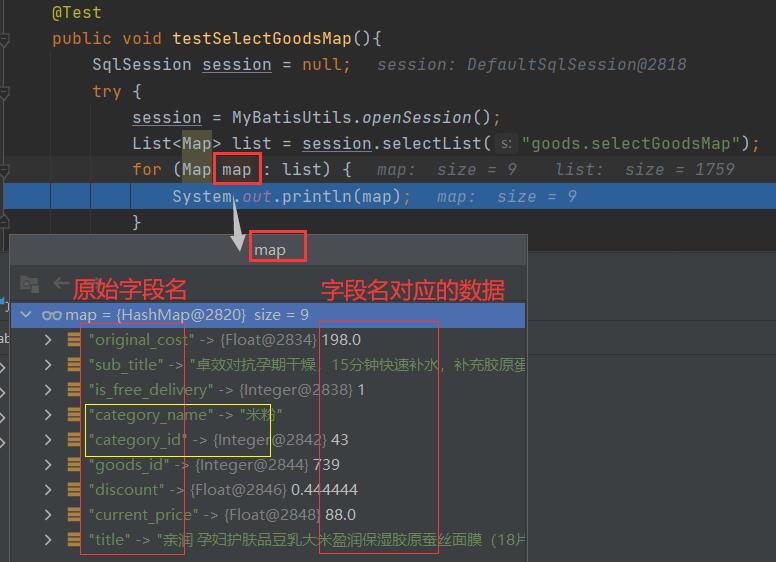 @Test
public void testSelectGoodsMap(){
SqlSession session = null; session: DefaultSqlSession@2818
try {
session = MyBatisUtils.openSession();
List<Map> list = session.selectList( s: "goods.selectGoodsMap");
for (Map map : list) { map: size = 9 list: size = 1759
System.out.println(map); map: size = 9
}
map
原始字段名 字段名对应的数据
map = {HashMap@2820} size = 9
"original_cost" -> {Float@2834} 198.0
"sub_title" -> "卓效对抗孕期干燥，15分钟快速补水，补充胶原蛋
"is_free_delivery" -> {Integer@2838} 1
"category_name" -> "米粉"
"category_id" -> {Integer@2842} 43
"goods_id" -> {Integer@2844} 739
"discount" -> {Float@2846} 0.444444
"current_price" -> {Float@2848} 88.0
"title" -> "亲润 孕妇护肤品豆乳大米盈润保湿胶原蚕丝面膜（18片